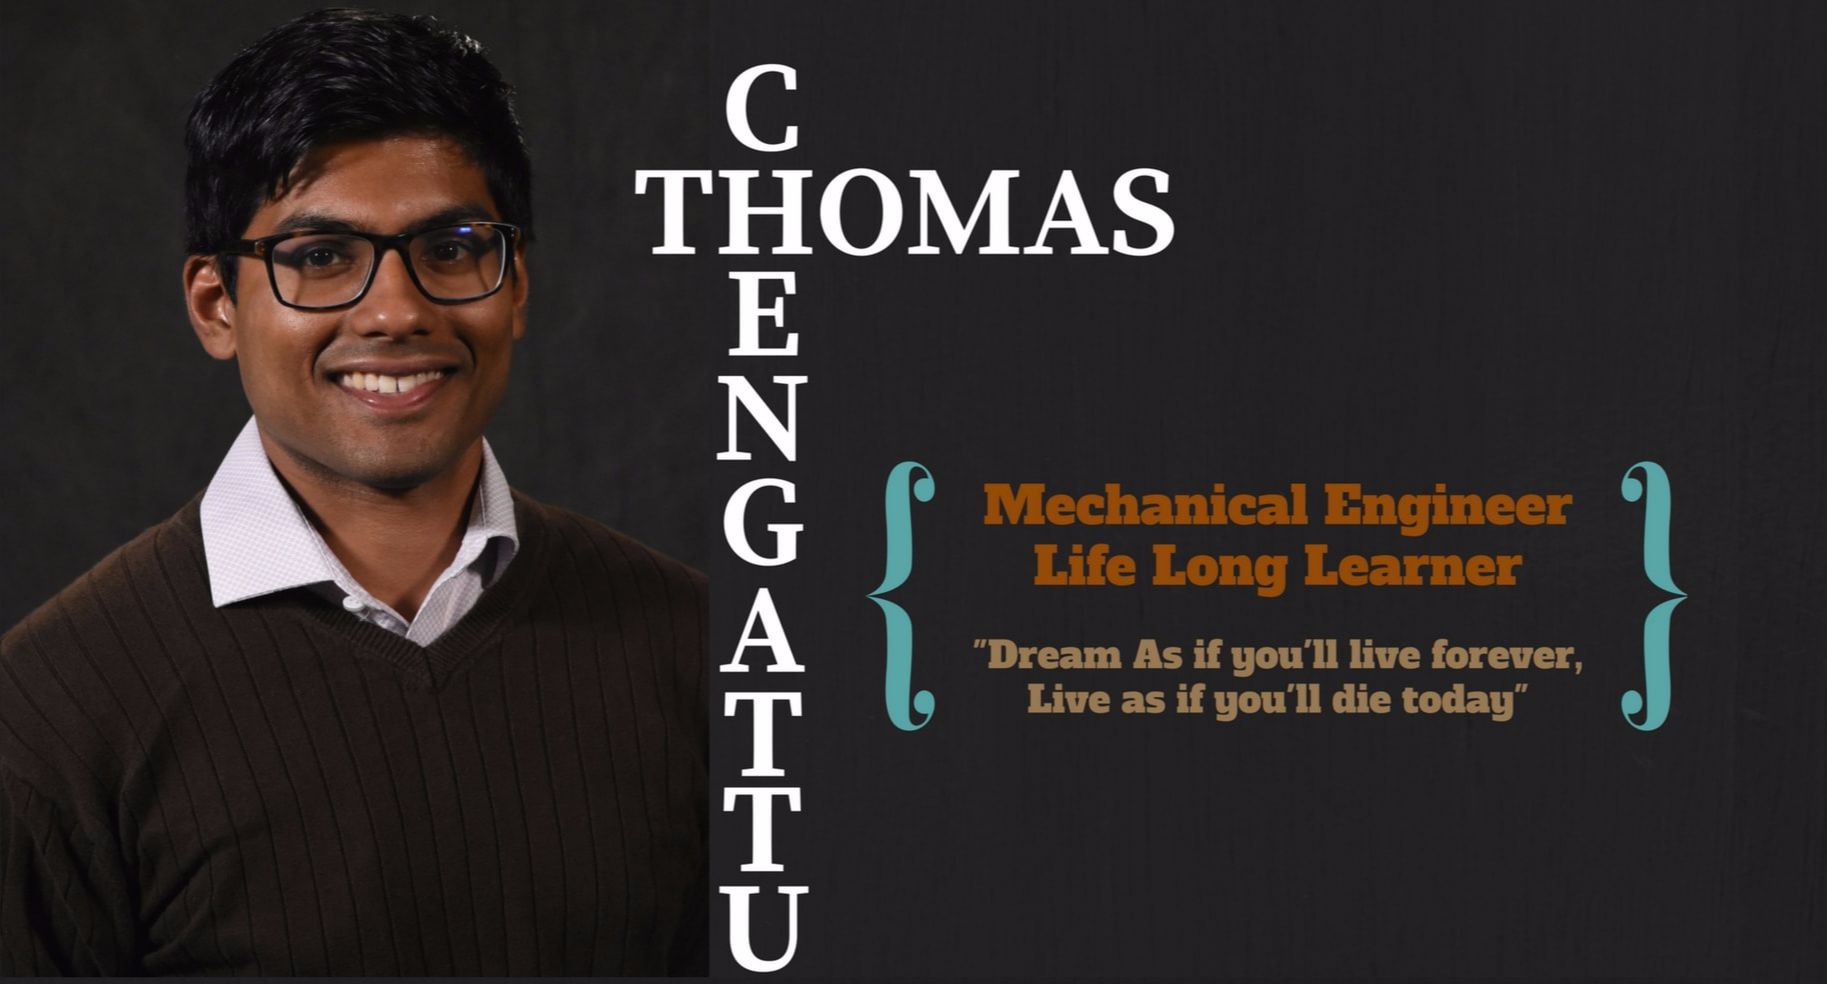 THOMAS
CHENGATTU
Mechanical Engineer
Life Long Learner
"Dream As if you'll live forever,
Live as if you'll die today"